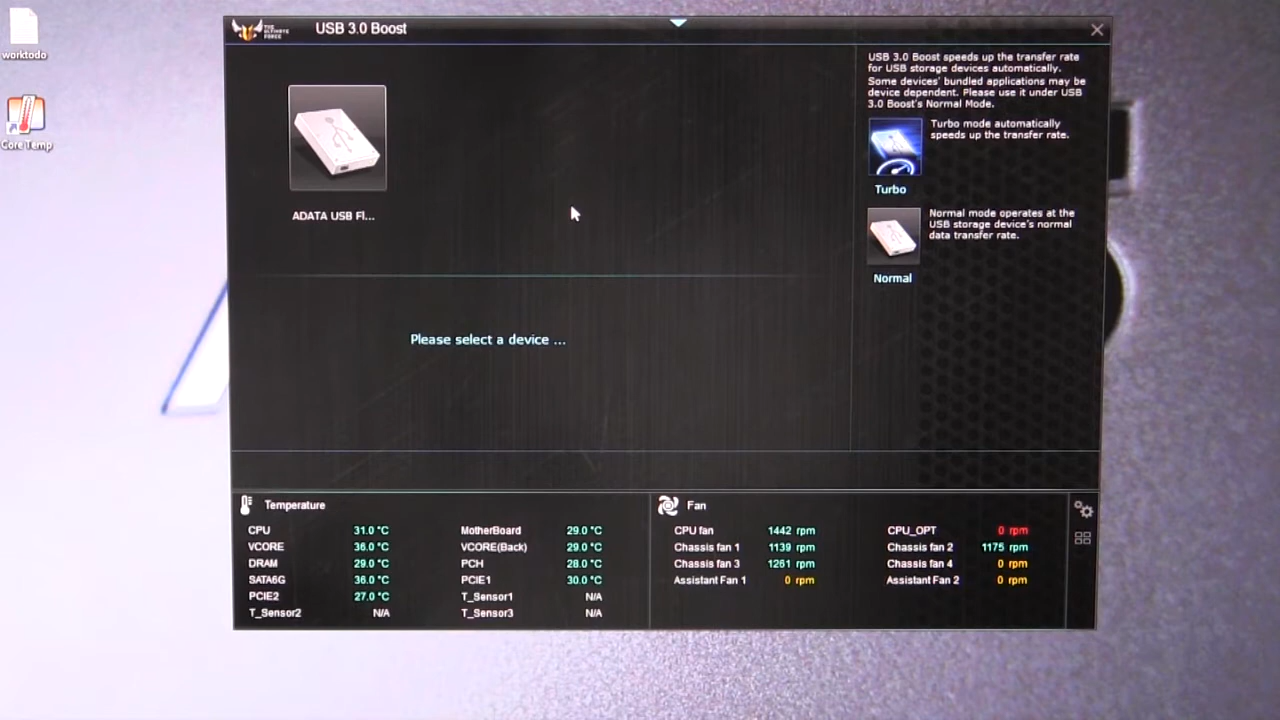 worktodo
Core Temp
THE ULTIMATE FORCE
USB 3.0 Boost
ADATA USB Fl...
Please select a device ...
USB 3.0 Boost speeds up the transfer rate
for USB storage devices automatically.
Some devices' bundled applications may be
device dependent. Please use it under USB
3.0 Boost's Normal Mode.
Turbo mode automatically
speeds up the transfer rate.
Turbo
Normal mode operates at the
USB storage device's normal
data transfer rate.
Normal
Temperature
CPU 31.0 °C MotherBoard 29.0 °C
VCORE 36.0 °C VCORE(Back) 29.0 °C
DRAM 29.0 °C PCH 28.0 °C
SATA6G 36.0 °C PCIE1 30.0 °C
PCIE2 27.0 °C T_Sensor1 N/A
T_Sensor2 N/A T_Sensor3 N/A
Fan
CPU fan 1442 rpm CPU_OPT 0 rpm
Chassis fan 1 1139 rpm Chassis fan 2 1175 rpm
Chassis fan 3 1261 rpm Chassis fan 4 0 rpm
Assistant Fan 1 0 rpm Assistant Fan 2 0 rpm